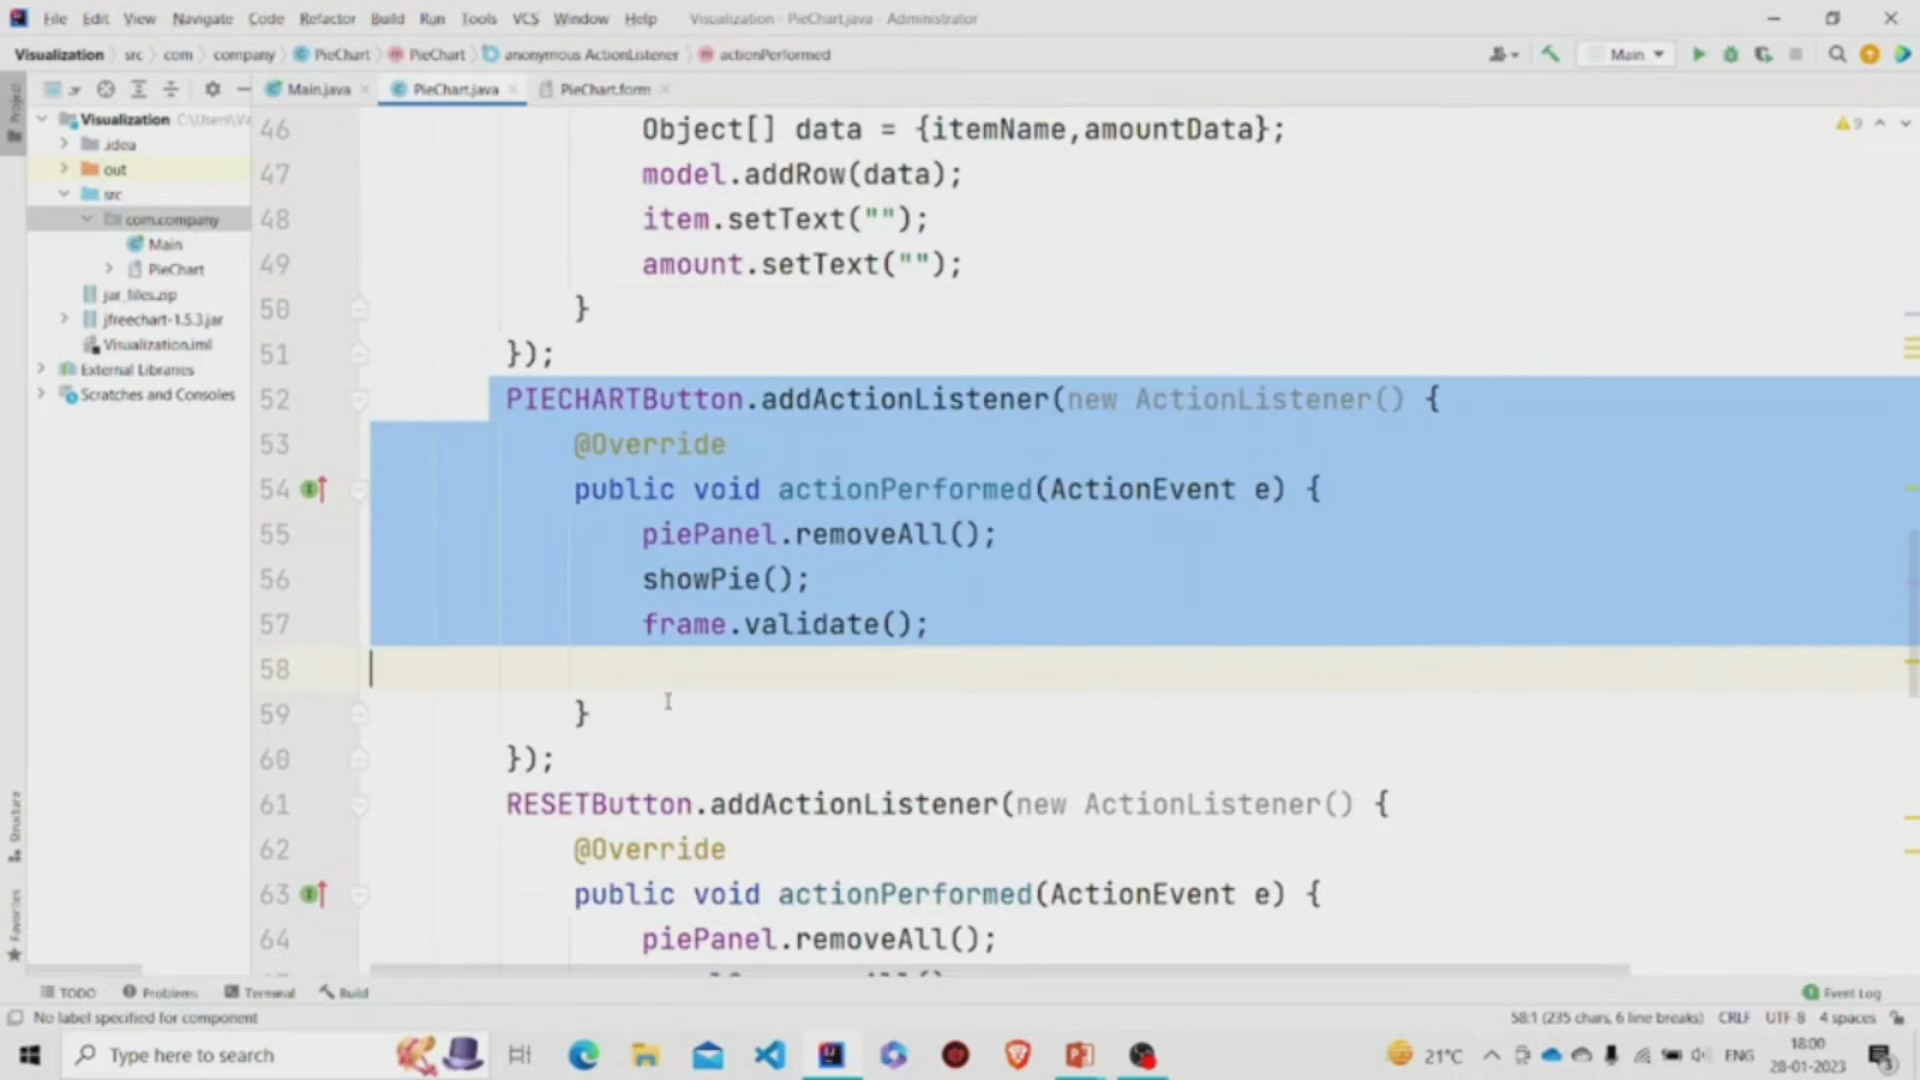 File Edit View Navigate Code Refactor Build Run Tools VCS Window Help Visualization - PieChart.java - Administrator
Visualization src com company PieChart PieChart anonymous ActionListener actionPerformed Main
Project
Main.java PieChart.java PieChart.form
Visualization C:\Users\Va
.idea
out
src
com.company
Main
PieChart
jar_files.zip
jfreechart-1.5.3.jar
Visualization.iml
External Libraries
Scratches and Consoles
9
46 Object[] data = {itemName,amountData};
47 model.addRow(data);
48 item.setText("");
49 amount.setText("");
50 }
51 });
52 PIECHARTButton.addActionListener(new ActionListener() {
53 @Override
54 public void actionPerformed(ActionEvent e) {
55 piePanel.removeAll();
56 showPie();
57 frame.validate();
58
59 }
60 });
61 RESETButton.addActionListener(new ActionListener() {
62 @Override
63 public void actionPerformed(ActionEvent e) {
64 piePanel.removeAll();
Structure
Favorites
TODO Problems Terminal Build Event Log
No label specified for component 58:1 (235 chars, 6 line breaks) CRLF UTF-8 4 spaces
Type here to search 21°C ENG 18:00
28-01-2023
3